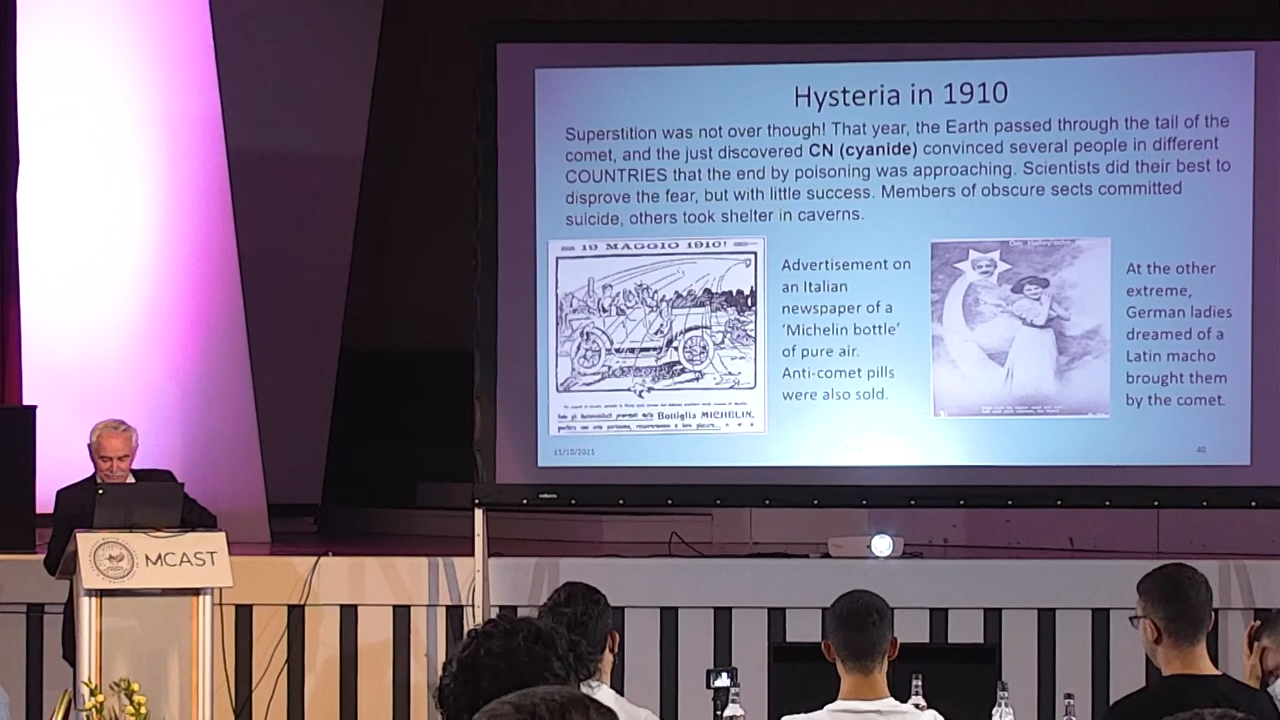 Hysteria in 1910
Superstition was not over though! That year, the Earth passed through the tail of the
comet, and the just discovered CN (cyanide) convinced several people in different
COUNTRIES that the end by poisoning was approaching. Scientists did their best to
disprove the fear, but with little success. Members of obscure sects committed
suicide, others took shelter in caverns.
19 MAGGIO 1910!
Bottiglia MICHELIN.
Advertisement on
an Italian
newspaper of a
‘Michelin bottle’
of pure air.
Anti-comet pills
were also sold.
At the other
extreme,
German ladies
dreamed of a
Latin macho
brought them
by the comet.
11/10/2021
40
MCAST